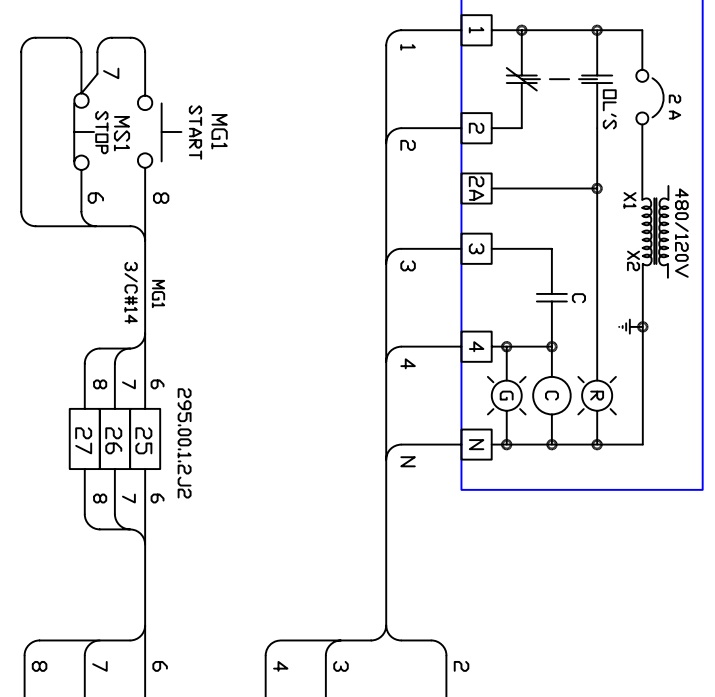 2 A
480/120V
X1 X2
OL'S
R
C
C
G
1 2 2A 3 4 N
2
1 2 3 4 N
3
4
MG1
START
295.00.1.2J2
8 MG1 6 6 6
25
3/C#14
MS1
STOP
7 7 7 7
26
6
8 8
27
8